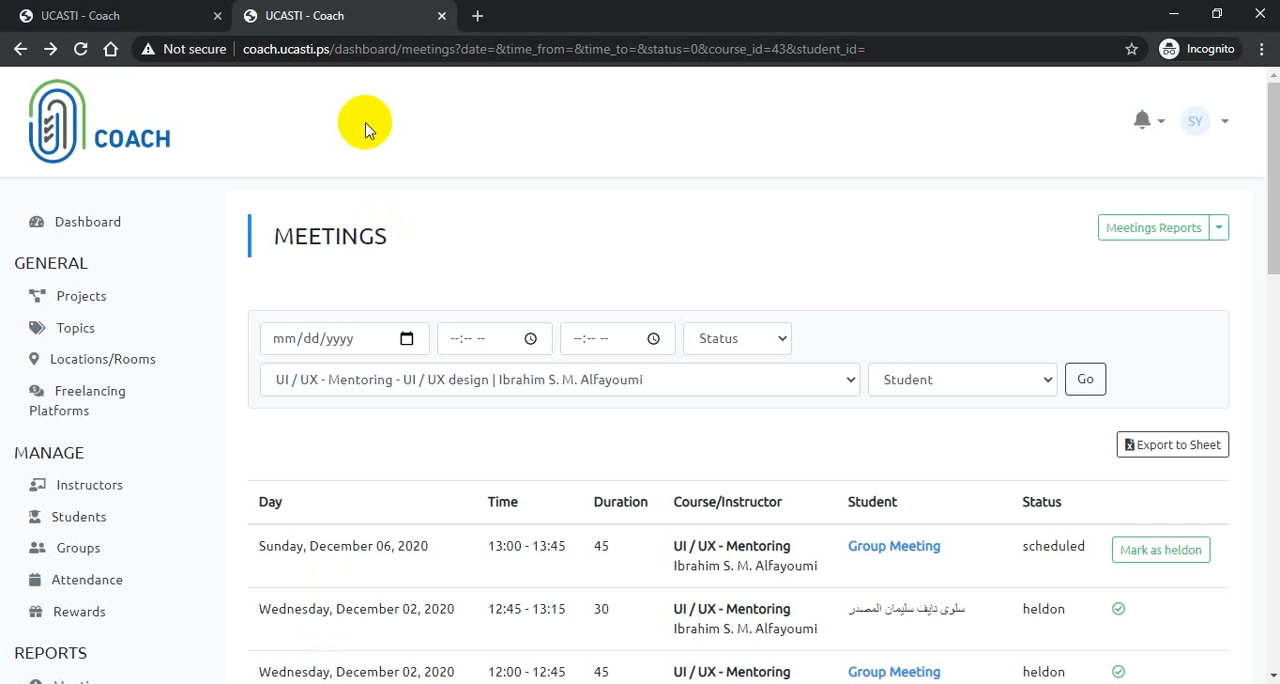 UCASTI - Coach
UCASTI - Coach
Not secure
coach.ucasti.ps/dashboard/meetings?date=&time_from=&time_to=&status=0&course_id=43&student_id=
Incognito
COACH
SY
Dashboard
GENERAL
Projects
Topics
Locations/Rooms
Freelancing
Platforms
MANAGE
Instructors
Students
Groups
Attendance
Rewards
REPORTS
MEETINGS
Meetings Reports
mm/dd/yyyy --:-- -- --:-- -- Status
UI / UX - Mentoring - UI / UX design | Ibrahim S. M. Alfayoumi Student Go
Export to Sheet
Day Time Duration Course/Instructor Student Status
Sunday, December 06, 2020 13:00 - 13:45 45 UI / UX - Mentoring Group Meeting scheduled Mark as heldon
Ibrahim S. M. Alfayoumi
Wednesday, December 02, 2020 12:45 - 13:15 30 UI / UX - Mentoring سلوى نايف سليمان المصدر heldon
Ibrahim S. M. Alfayoumi
Wednesday, December 02, 2020 12:00 - 12:45 45 UI / UX - Mentoring Group Meeting heldon